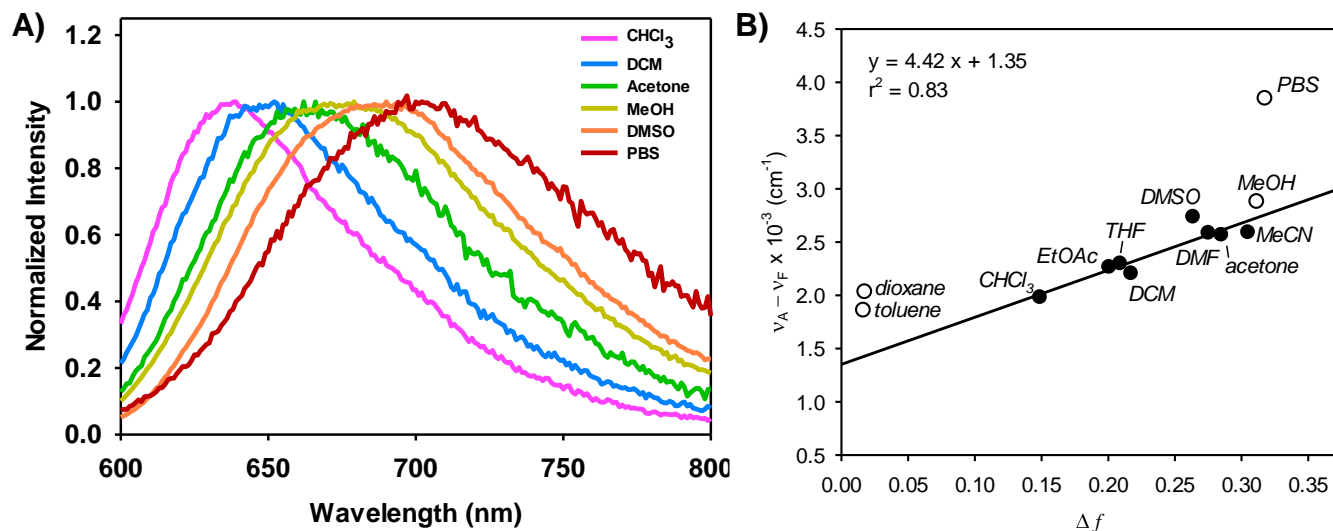 A)
Normalized Intensity
1.2
1.0
0.8
0.6
0.4
0.2
0.0
600
650
700
750
800
Wavelength (nm)
CHCl₃
DCM
Acetone
MeOH
DMSO
PBS
B)
ν_A – ν_F x 10⁻³ (cm⁻¹)
4.5
4.0
3.5
3.0
2.5
2.0
1.5
1.0
0.5
y = 4.42 x + 1.35
r² = 0.83
PBS
MeOH
DMSO
THF
EtOAc
MeCN
DMF
acetone
CHCl₃
DCM
dioxane
toluene
0.00
0.05
0.10
0.15
0.20
0.25
0.30
0.35
Δf